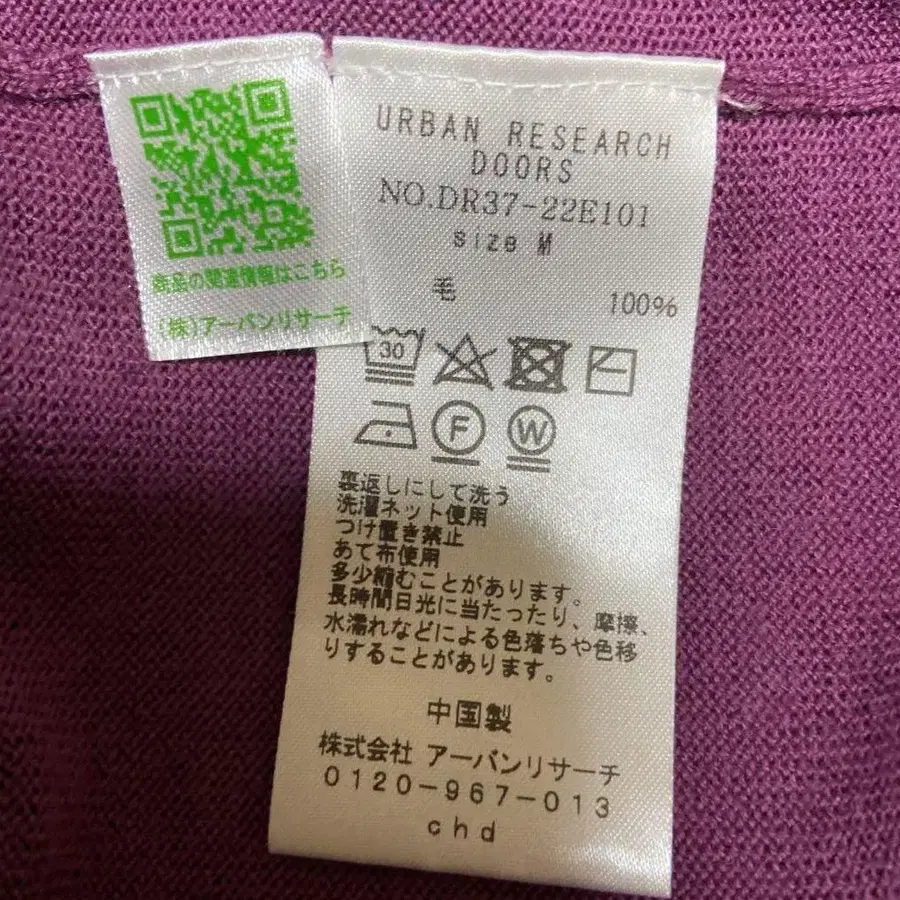 商品の関連情報はこちら
(株)アーバンリサーチ
URBAN RESEARCH
DOORS
NO.DR37-22E101
size M
毛 100%
30
F W
裏返しにして洗う
洗濯ネット使用
つけ置き禁止
あて布使用
多少縮むことがあります。
長時間日光に当たったり、摩擦、
水濡れなどによる色落ちや色移
りすることがあります。
中国製
株式会社 アーバンリサーチ
0120-967-013
chd